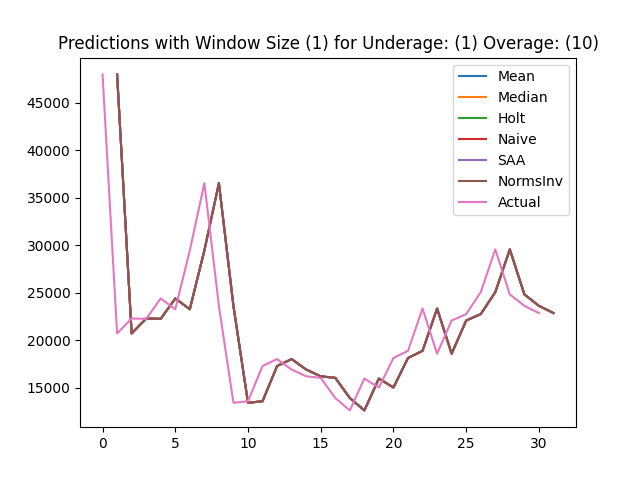 Predictions with Window Size (1) for Underage: (1) Overage: (10)
Mean
Median
Holt
Naive
SAA
NormsInv
Actual
45000
40000
35000
30000
25000
20000
15000
0 5 10 15 20 25 30